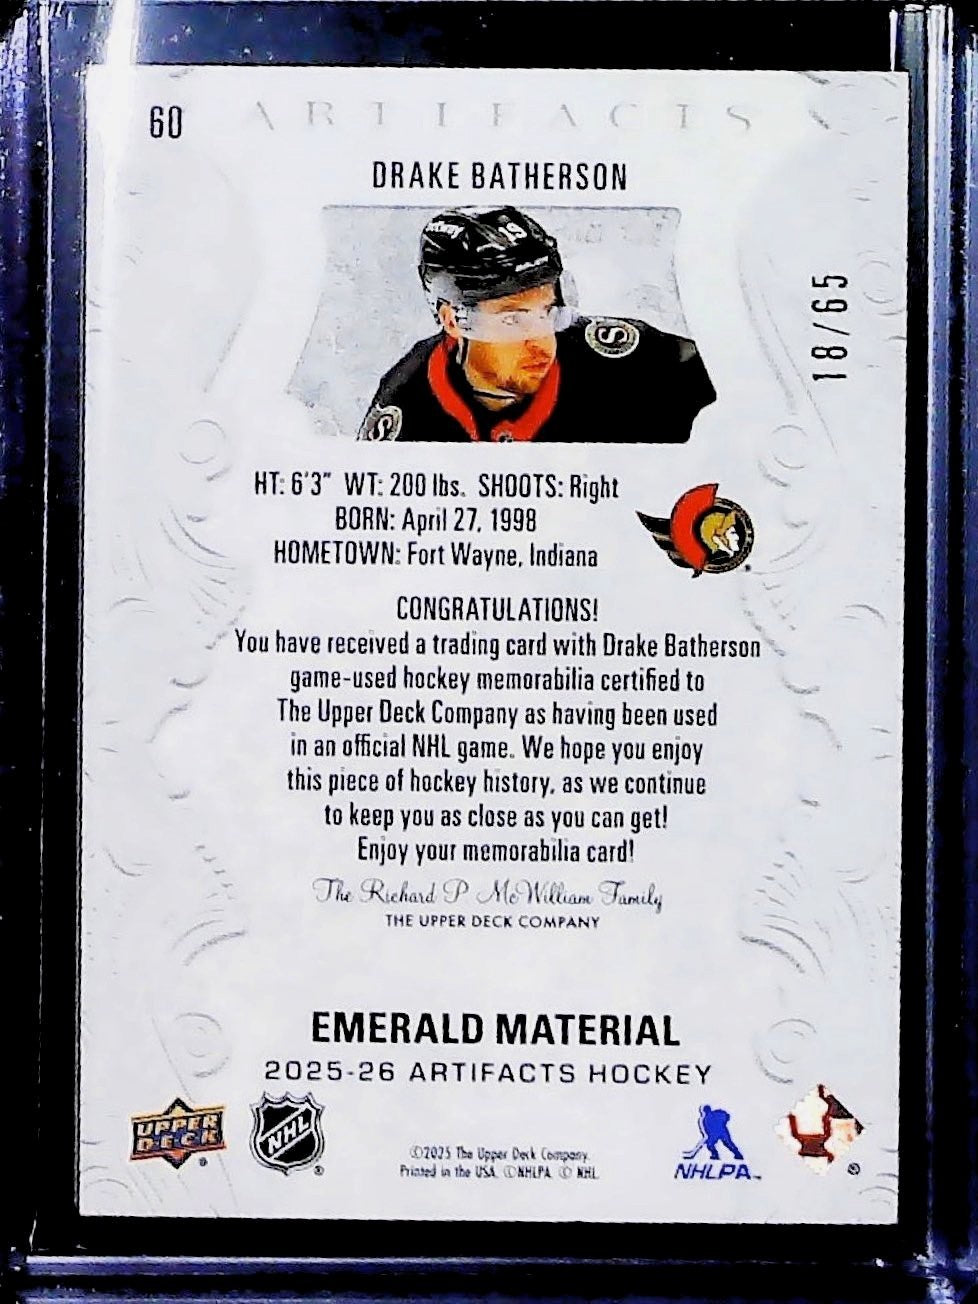 60
ARTIFACTS
DRAKE BATHERSON
19
18/65
HT: 6'3" WT: 200 lbs. SHOOTS: Right
BORN: April 27, 1998
HOMETOWN: Fort Wayne, Indiana
CONGRATULATIONS!
You have received a trading card with Drake Batherson
game-used hockey memorabilia certified to
The Upper Deck Company as having been used
in an official NHL game. We hope you enjoy
this piece of hockey history, as we continue
to keep you as close as you can get!
Enjoy your memorabilia card!
The Richard P. McWilliam Family
THE UPPER DECK COMPANY
EMERALD MATERIAL
2025-26 ARTIFACTS HOCKEY
UPPER
DECK
NHL
©2025 The Upper Deck Company.
Printed in the USA. ©NHLPA. © NHL.
NHLPA™